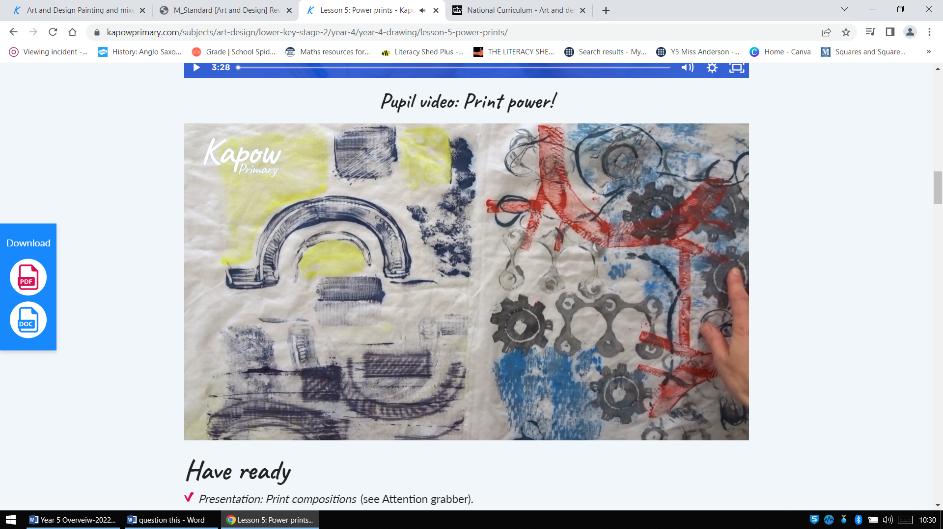 Art and Design Painting and mix
M_Standard [Art and Design] Re
Lesson 5: Power prints - Kap
National Curriculum - Art and de
kapowprimary.com/subjects/art-design/lower-key-stage-2/year-4/year-4-drawing/lesson-5-power-prints/
Viewing incident -... History: Anglo Saxo... Grade | School Spid... Maths resources for... Literacy Shed Plus -... THE LITERACY SHE... Search results - My... Y5 Miss Anderson -... Home - Canva Squares and Square... »
3:28
Pupil video: Print power!
Kapow
Primary
Download
PDF
DOC
Have ready
Presentation: Print compositions (see Attention grabber).
Year 5 Overveiw-2022... question this - Word Lesson 5: Power prints... 10:30